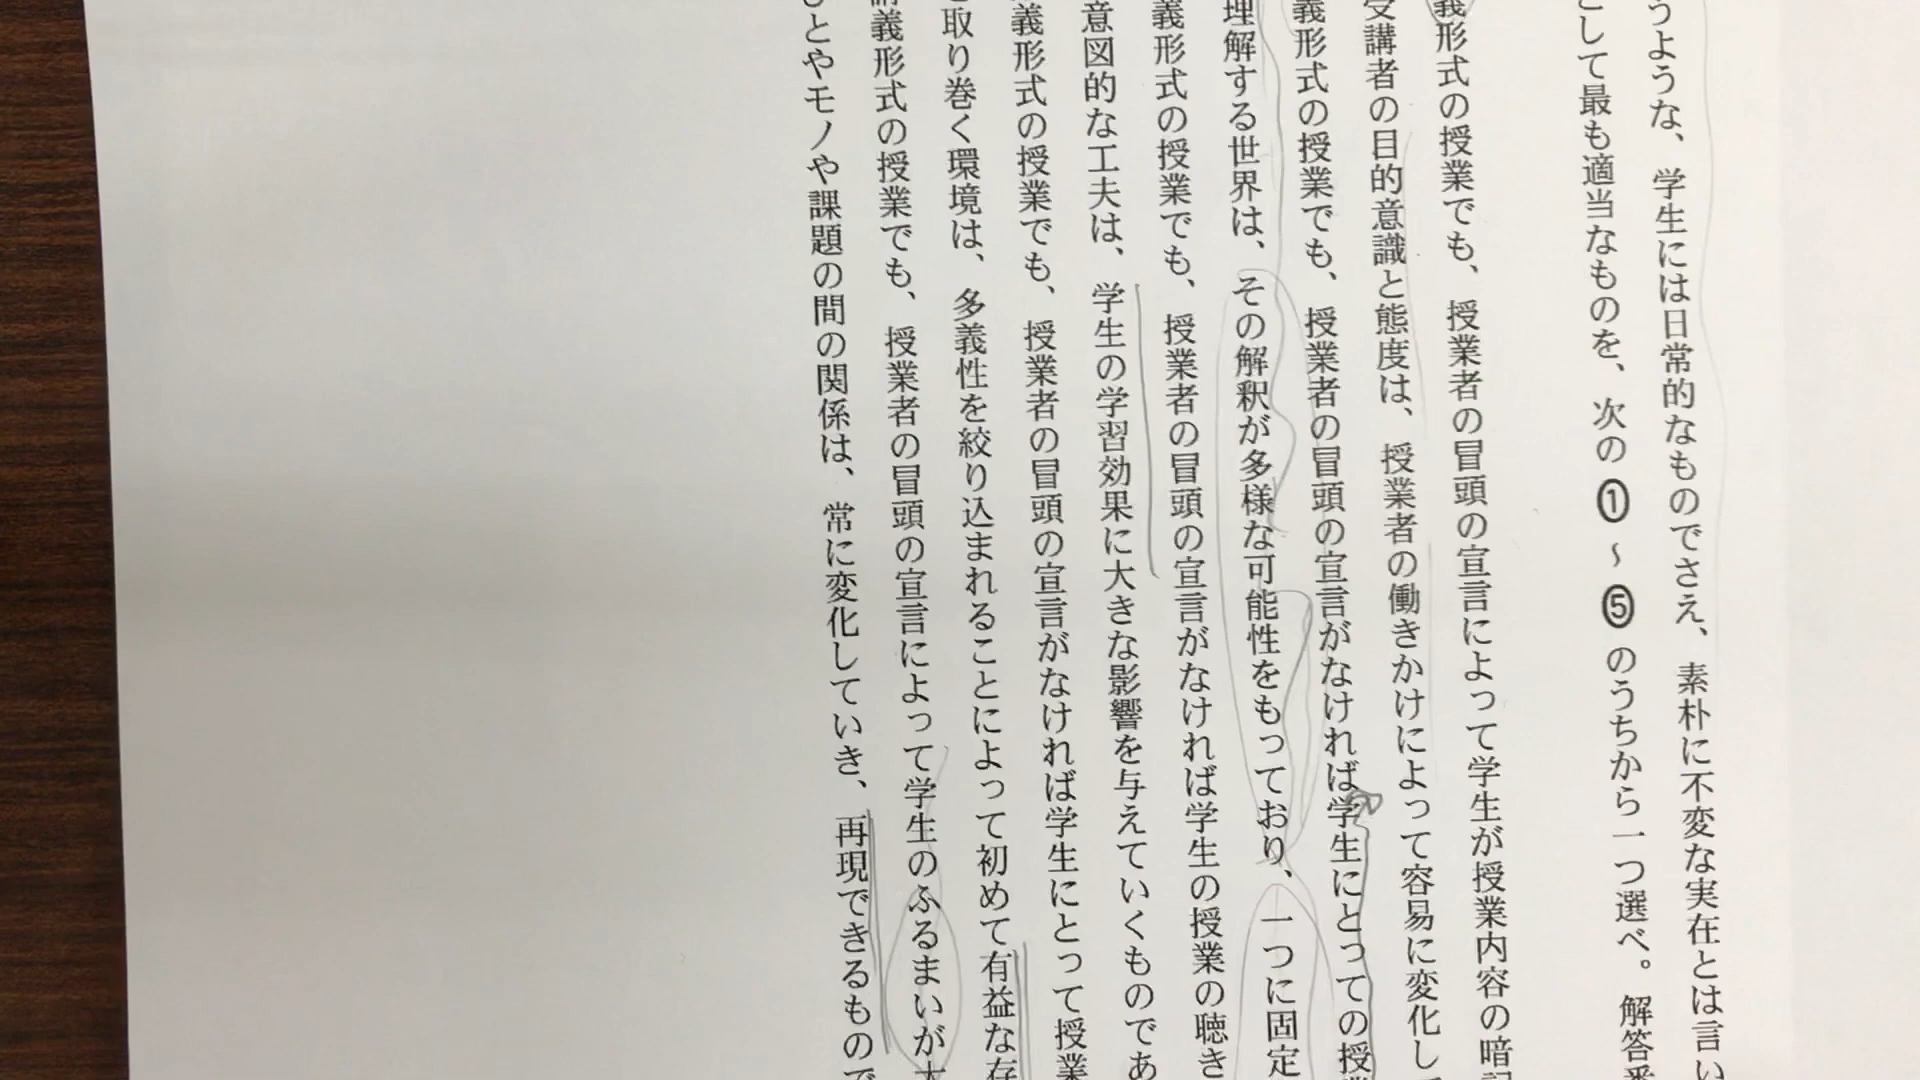 うような、学生には日常的なものでさえ、素朴に不変な実在とは言い
として最も適当なものを、次の①～⑤のうちから一つ選べ。解答番
義形式の授業でも、授業者の冒頭の宣言によって学生が授業内容の暗記
受講者の目的意識と態度は、授業者の働きかけによって容易に変化して
義形式の授業でも、授業者の冒頭の宣言がなければ学生にとっての授業
理解する世界は、その解釈が多様な可能性をもっており、一つに固定
義形式の授業でも、授業者の冒頭の宣言がなければ学生の授業の聴き
意図的な工夫は、学生の学習効果に大きな影響を与えていくものであ
義形式の授業でも、授業者の冒頭の宣言がなければ学生にとって授業
取り巻く環境は、多義性を絞り込まれることによって初めて有益な存
講義形式の授業でも、授業者の冒頭の宣言によって学生のふるまいが大
ひとやモノや課題の間の関係は、常に変化していき、再現できるもので